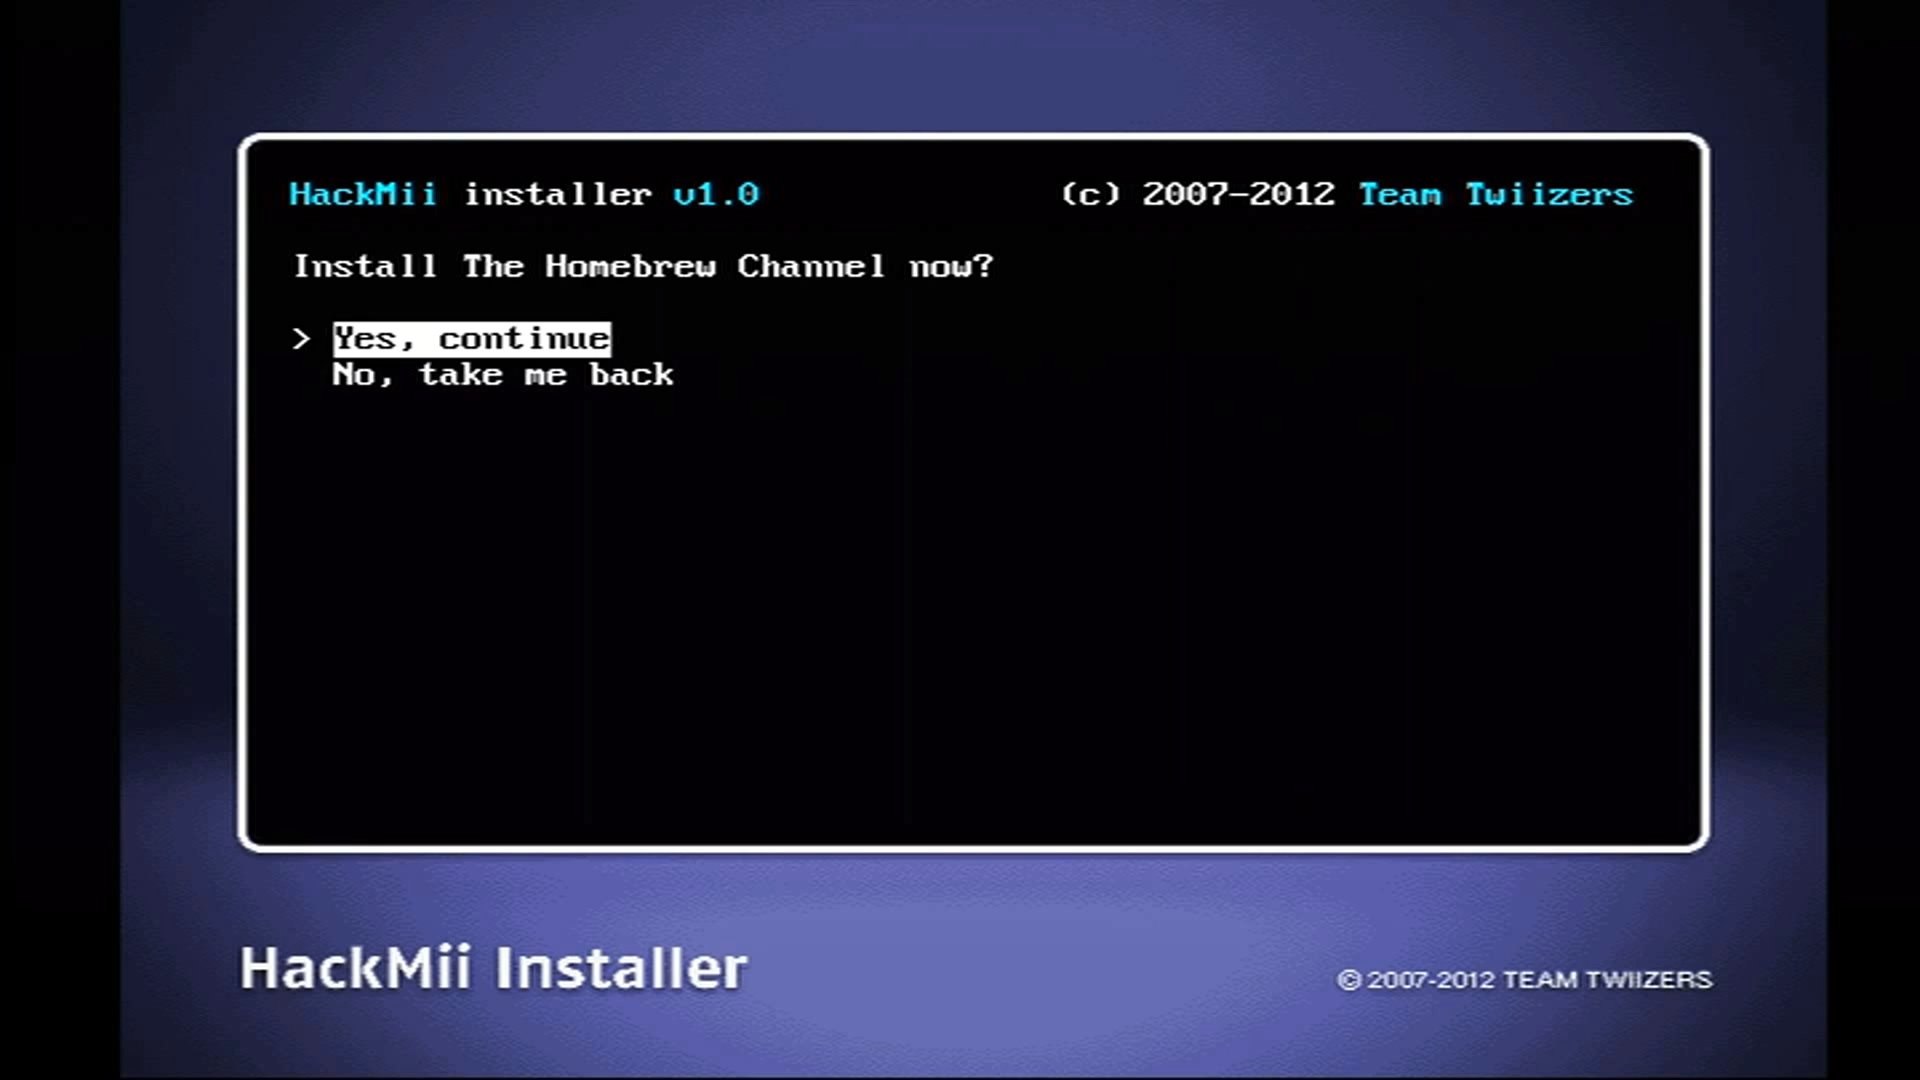 HackMii installer v1.0 (c) 2007-2012 Team Twiizers
Install The Homebrew Channel now?
> Yes, continue
No, take me back
HackMii Installer
© 2007-2012 TEAM TWIIZERS